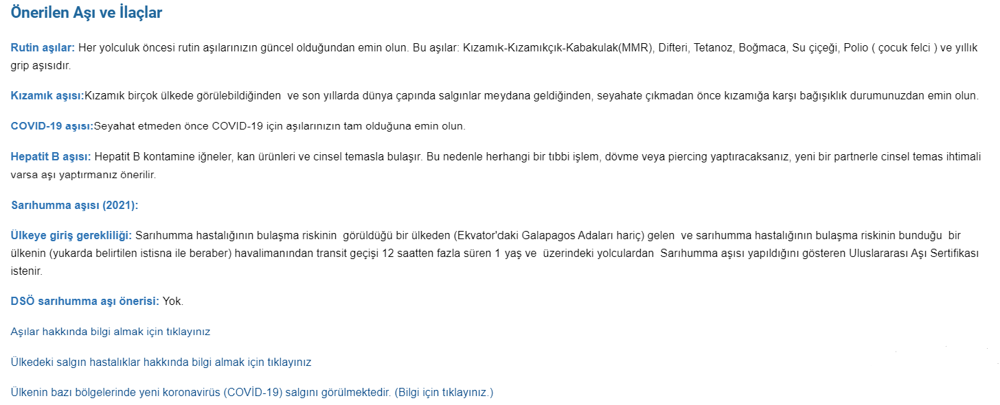 Önerilen Aşı ve İlaçlar
Rutin aşılar: Her yolculuk öncesi rutin aşılarınızın güncel olduğundan emin olun. Bu aşılar: Kızamık-Kızamıkçık-Kabakulak(MMR), Difteri, Tetanoz, Boğmaca, Su çiçeği, Polio ( çocuk felci ) ve yıllık
grip aşısıdır.
Kızamık aşısı:Kızamık birçok ülkede görülebildiğinden  ve son yıllarda dünya çapında salgınlar meydana geldiğinden, seyahate çıkmadan önce kızamığa karşı bağışıklık durumunuzdan emin olun.
COVID-19 aşısı:Seyahat etmeden önce COVID-19 için aşılarınızın tam olduğuna emin olun.
Hepatit B aşısı: Hepatit B kontamine iğneler, kan ürünleri ve cinsel temasla bulaşır. Bu nedenle herhangi bir tıbbi işlem, dövme veya piercing yaptıracaksanız, yeni bir partnerle cinsel temas ihtimali
varsa aşı yaptırmanız önerilir.
Sarıhumma aşısı (2021):
Ülkeye giriş gerekliliği: Sarıhumma hastalığının bulaşma riskinin  görüldüğü bir ülkeden (Ekvator'daki Galapagos Adaları hariç) gelen  ve sarıhumma hastalığının bulaşma riskinin bunduğu  bir
ülkenin (yukarda belirtilen istisna ile beraber) havalimanından transit geçişi 12 saatten fazla süren 1 yaş ve  üzerindeki yolculardan  Sarıhumma aşısı yapıldığını gösteren Uluslararası Aşı Sertifikası
istenir.
DSÖ sarıhumma aşı önerisi: Yok.
Aşılar hakkında bilgi almak için tıklayınız
Ülkedeki salgın hastalıklar hakkında bilgi almak için tıklayınız
Ülkenin bazı bölgelerinde yeni koronavirüs (COVİD-19) salgını görülmektedir. (Bilgi için tıklayınız.)